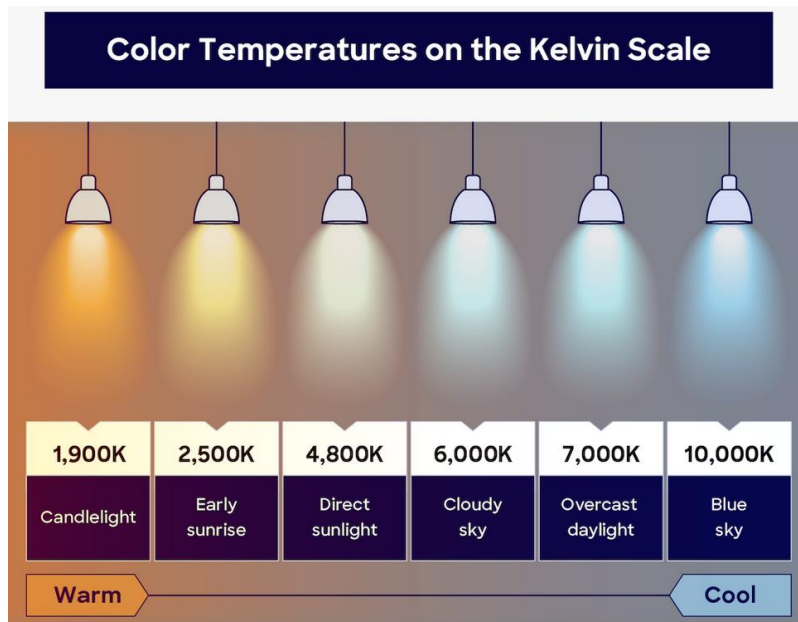 Color Temperatures on the Kelvin Scale
1,900K
2,500K
4,800K
6,000K
7,000K
10,000K
Candlelight
Early
sunrise
Direct
sunlight
Cloudy
sky
Overcast
daylight
Blue
sky
Warm
Cool